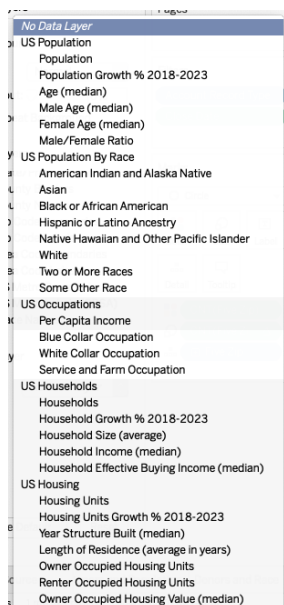 Pages
No Data Layer
US Population
Population
Population Growth % 2018-2023
Age (median)
Male Age (median)
Female Age (median)
Male/Female Ratio
US Population By Race
American Indian and Alaska Native
Asian
Black or African American
Hispanic or Latino Ancestry
Native Hawaiian and Other Pacific Islander
White
Two or More Races
Some Other Race
US Occupations
Per Capita Income
Blue Collar Occupation
White Collar Occupation
Service and Farm Occupation
US Households
Households
Household Growth % 2018-2023
Household Size (average)
Household Income (median)
Household Effective Buying Income (median)
US Housing
Housing Units
Housing Units Growth % 2018-2023
Year Structure Built (median)
Length of Residence (average in years)
Owner Occupied Housing Units
Renter Occupied Housing Units
Owner Occupied Housing Value (median)